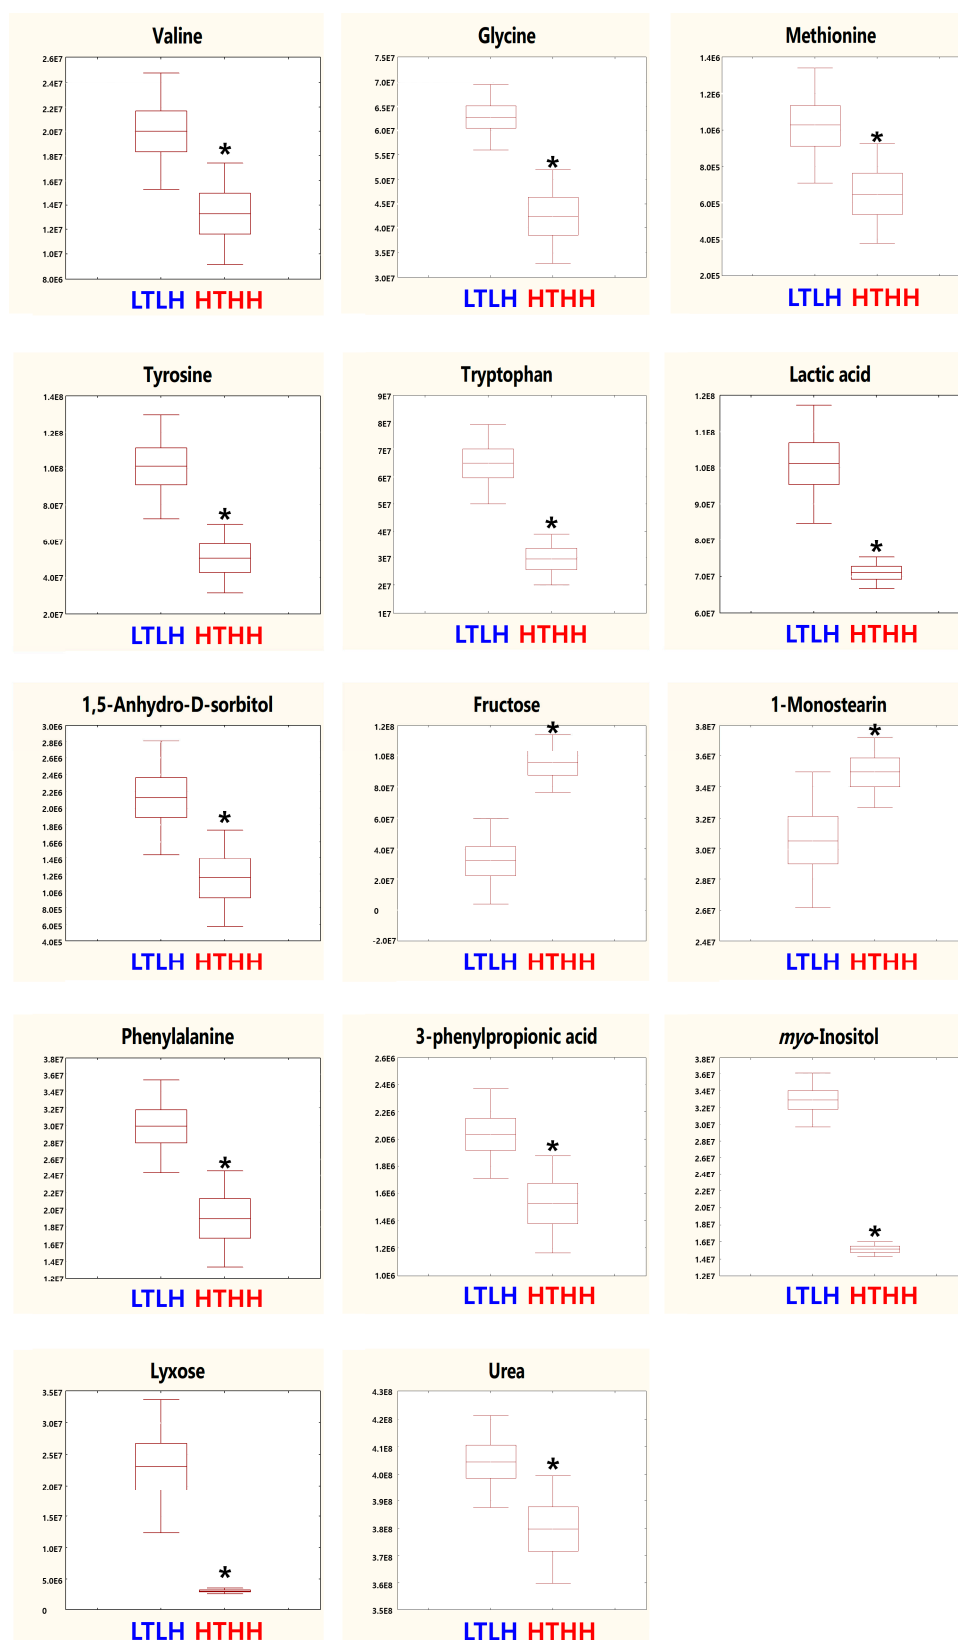 Valine
2.6E7
2.4E7
2.2E7
2.0E7
1.8E7
1.6E7
1.4E7
1.2E7
1.0E7
8.0E6
*
LTLH HTHH
Glycine
7.5E7
7.0E7
6.5E7
6.0E7
5.5E7
5.0E7
4.5E7
4.0E7
3.5E7
3.0E7
*
LTLH HTHH
Methionine
1.4E6
1.2E6
1.0E6
8.0E5
6.0E5
4.0E5
2.0E5
*
LTLH HTHH
Tyrosine
1.4E8
1.2E8
1.0E8
8.0E7
6.0E7
4.0E7
2.0E7
*
LTLH HTHH
Tryptophan
9E7
8E7
7E7
6E7
5E7
4E7
3E7
2E7
1E7
*
LTLH HTHH
Lactic acid
1.2E8
1.1E8
1.0E8
9.0E7
8.0E7
7.0E7
6.0E7
*
LTLH HTHH
1,5-Anhydro-D-sorbitol
3.0E6
2.6E6
2.4E6
2.2E6
2.0E6
1.8E6
1.6E6
1.4E6
1.2E6
1.0E6
8.0E5
6.0E5
4.0E5
*
LTLH HTHH
Fructose
1.2E8
1.0E8
8.0E7
6.0E7
4.0E7
2.0E7
0
-2.0E7
*
LTLH HTHH
1-Monostearin
3.8E7
3.6E7
3.4E7
3.2E7
3.0E7
2.8E7
2.6E7
2.4E7
*
LTLH HTHH
Phenylalanine
3.8E7
3.6E7
3.4E7
3.2E7
3.0E7
2.8E7
2.6E7
2.4E7
2.2E7
2.0E7
1.8E7
1.6E7
1.4E7
1.2E7
*
LTLH HTHH
3-phenylpropionic acid
2.6E6
2.4E6
2.2E6
2.0E6
1.8E6
1.6E6
1.4E6
1.2E6
1.0E6
*
LTLH HTHH
myo-Inositol
3.8E7
3.6E7
3.4E7
3.2E7
3.0E7
2.8E7
2.6E7
2.4E7
2.2E7
2.0E7
1.8E7
1.6E7
1.4E7
1.2E7
*
LTLH HTHH
Lyxose
3.5E7
3.0E7
2.5E7
2.0E7
1.5E7
1.0E7
5.0E6
0
*
LTLH HTHH
Urea
4.3E8
4.2E8
4.1E8
4.0E8
3.9E8
3.8E8
3.7E8
3.6E8
3.5E8
*
LTLH HTHH